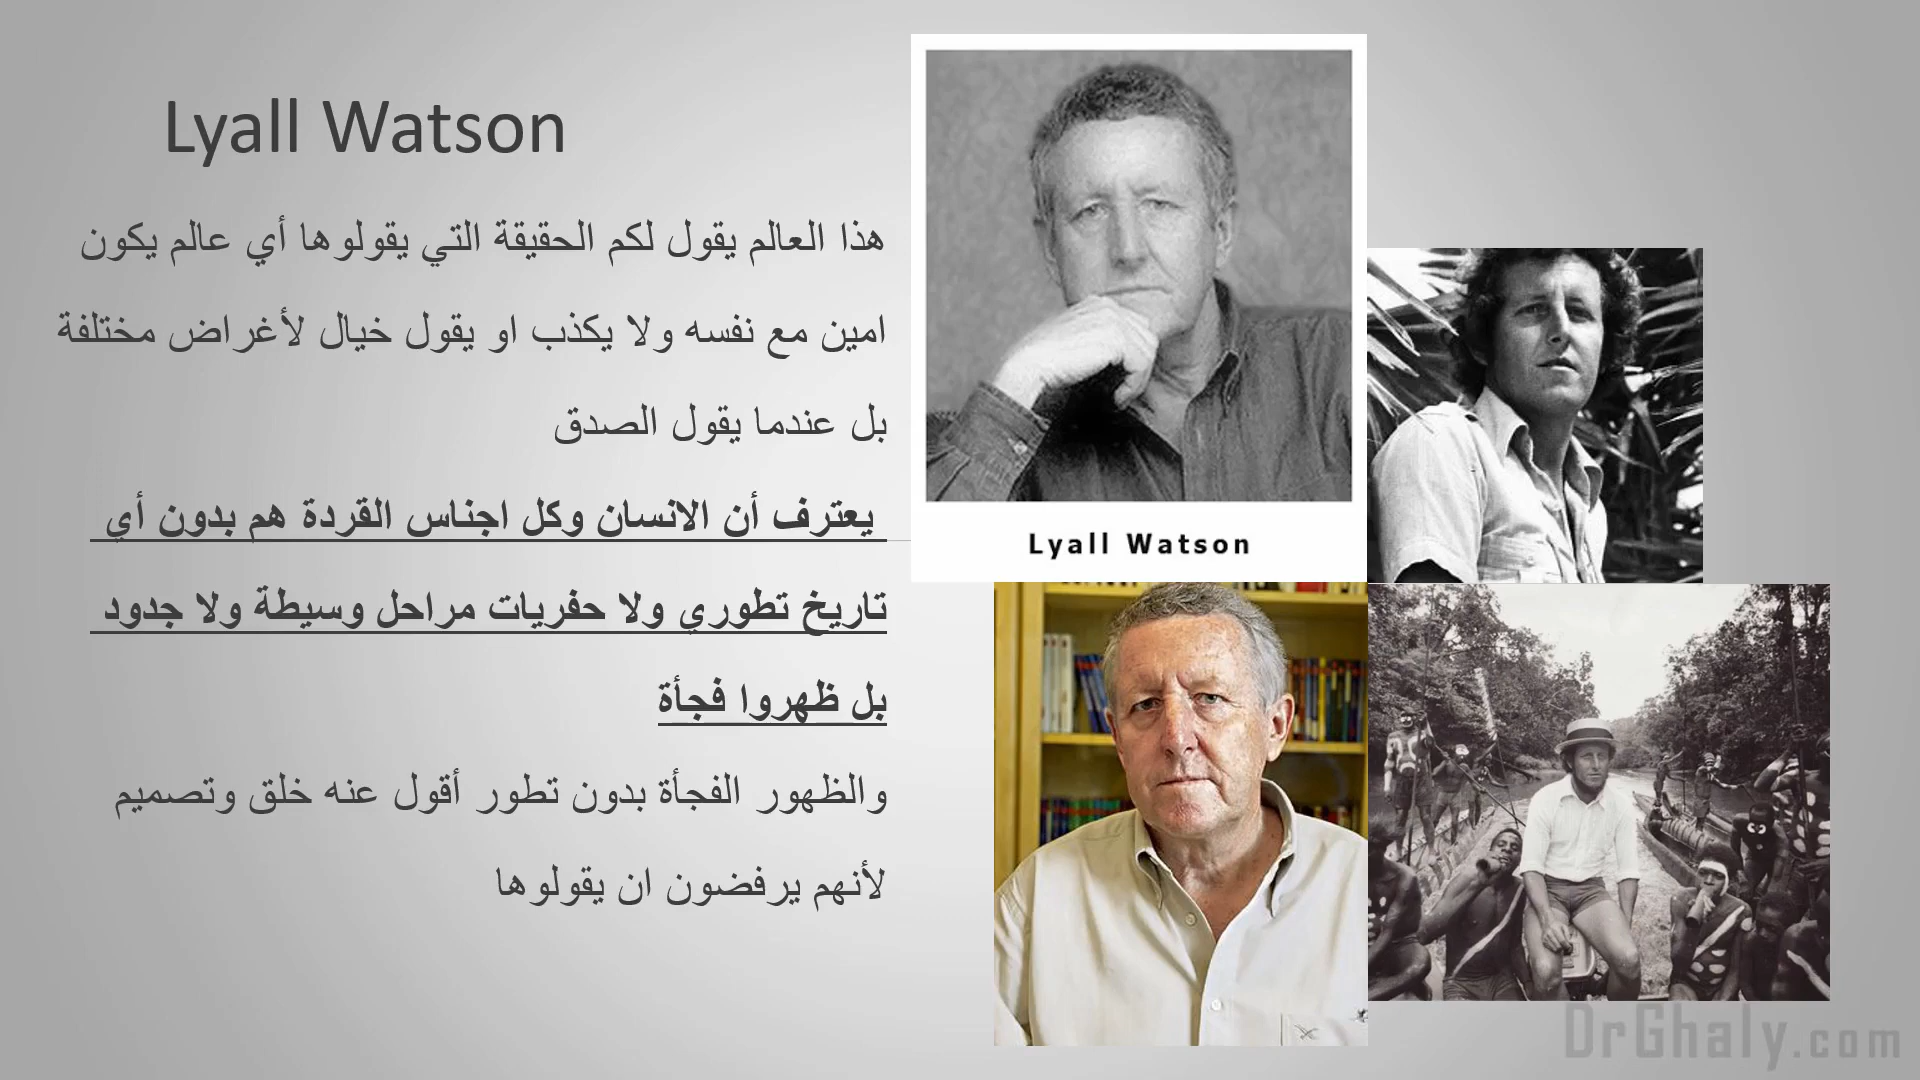 Lyall Watson
هذا العالم يقول لكم الحقيقة التي يقولوها أي عالم يكون
امين مع نفسه ولا يكذب او يقول خيال لأغراض مختلفة
بل عندما يقول الصدق
يعترف أن الانسان وكل اجناس القردة هم بدون أي
تاريخ تطوري ولا حفريات مراحل وسيطة ولا جدود
بل ظهروا فجأة
والظهور الفجأة بدون تطور أقول عنه خلق وتصميم
لأنهم يرفضون ان يقولوها
Lyall Watson
DrGhaly.com